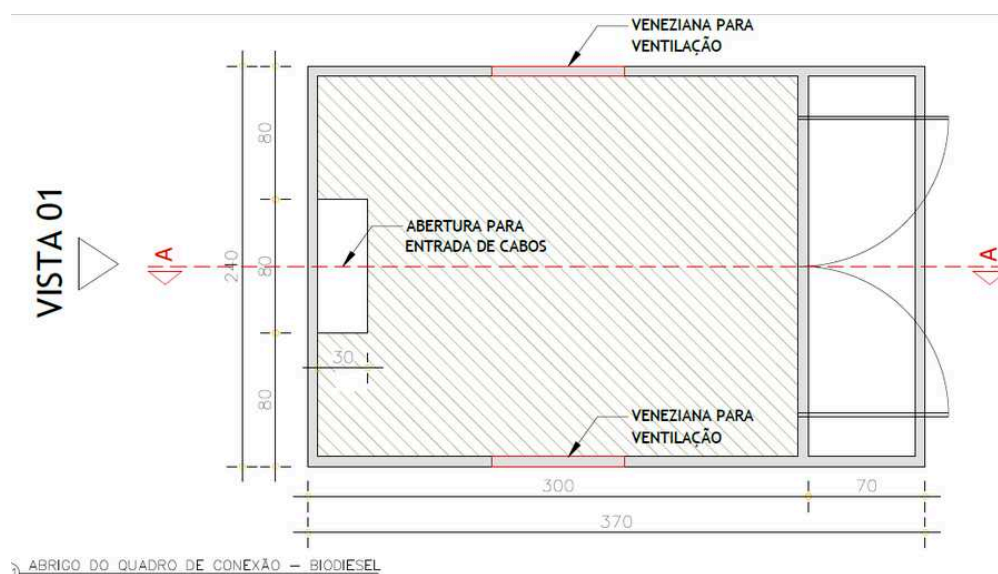 VENEZIANA PARA
VENTILAÇÃO
80
VISTA 01
A
ABERTURA PARA
ENTRADA DE CABOS
A
240
80
30
80
VENEZIANA PARA
VENTILAÇÃO
300
70
370
ABRIGO DO QUADRO DE CONEXÃO – BIODIESEL